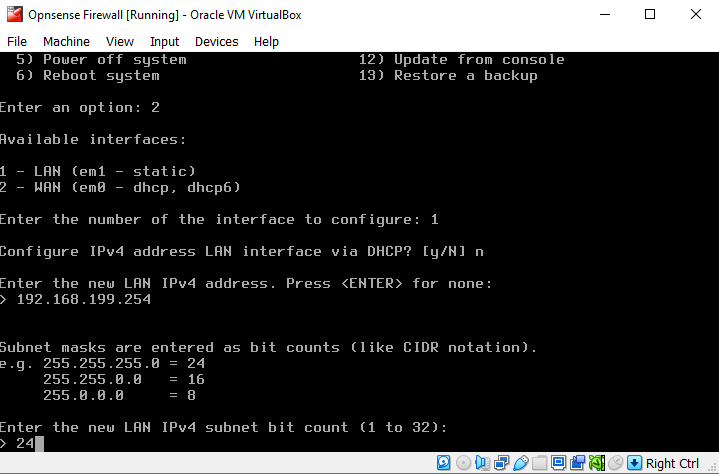 Opnsense Firewall [Running] - Oracle VM VirtualBox
File Machine View Input Devices Help
5) Power off system 12) Update from console
6) Reboot system 13) Restore a backup
Enter an option: 2
Available interfaces:
1 - LAN (em1 - static)
2 - WAN (em0 - dhcp, dhcp6)
Enter the number of the interface to configure: 1
Configure IPv4 address LAN interface via DHCP? [y/N] n
Enter the new LAN IPv4 address. Press <ENTER> for none:
> 192.168.199.254
Subnet masks are entered as bit counts (like CIDR notation).
e.g. 255.255.255.0 = 24
255.255.0.0 = 16
255.0.0.0 = 8
Enter the new LAN IPv4 subnet bit count (1 to 32):
> 24
Right Ctrl